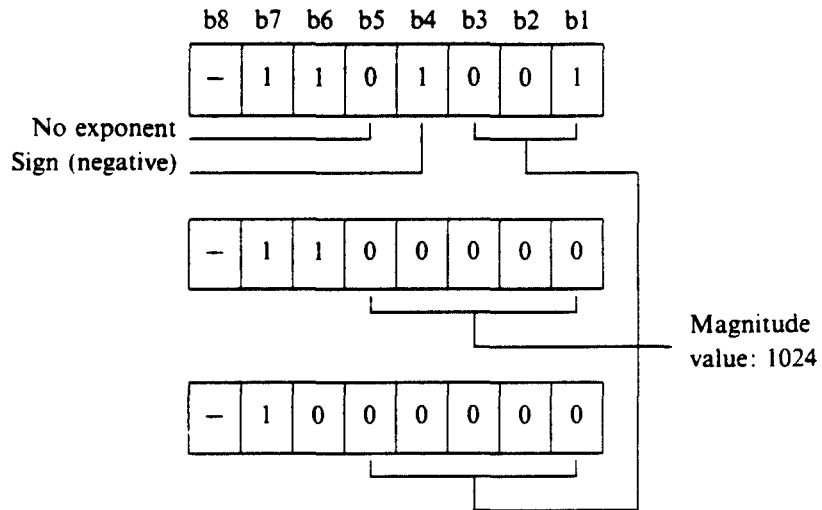 b8 b7 b6 b5 b4 b3 b2 b1
– 1 1 0 1 0 0 1
No exponent
Sign (negative)
– 1 1 0 0 0 0 0
Magnitude
value: 1024
– 1 0 0 0 0 0 0